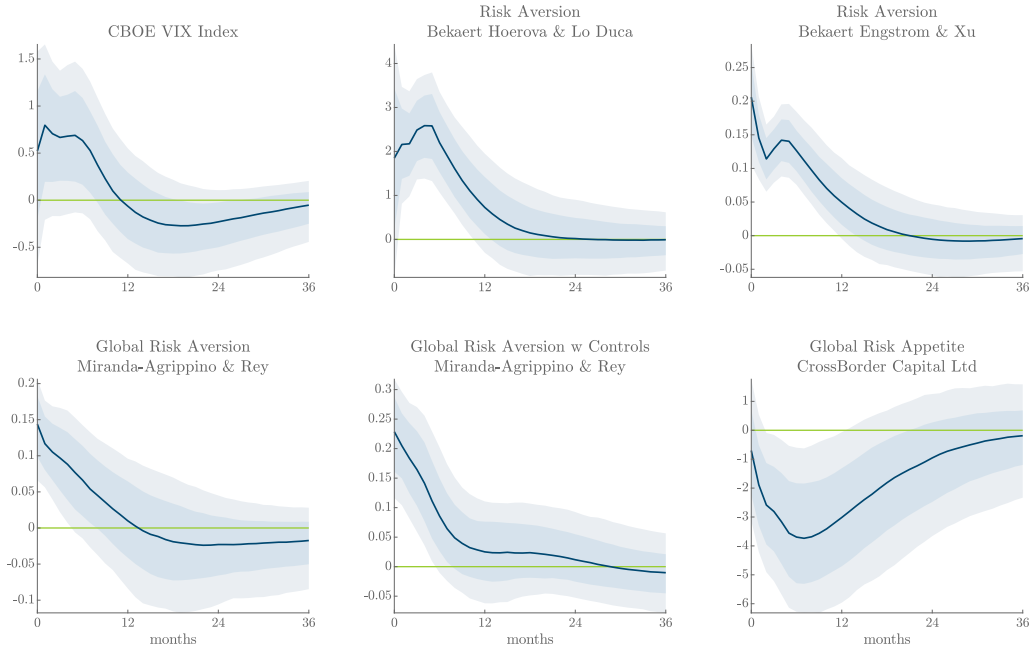 CBOE VIX Index
1.5
1
0.5
0
-0.5
0 12 24 36
Risk Aversion
Bekaert Hoerova & Lo Duca
4
3
2
1
0
0 12 24 36
Risk Aversion
Bekaert Engstrom & Xu
0.25
0.2
0.15
0.1
0.05
0
-0.05
0 12 24 36
Global Risk Aversion
Miranda-Agrippino & Rey
0.2
0.15
0.1
0.05
0
-0.05
-0.1
0 12 24 36
months
Global Risk Aversion w Controls
Miranda-Agrippino & Rey
0.3
0.25
0.2
0.15
0.1
0.05
0
-0.05
0 12 24 36
months
Global Risk Appetite
CrossBorder Capital Ltd
1
0
-1
-2
-3
-4
-5
-6
0 12 24 36
months